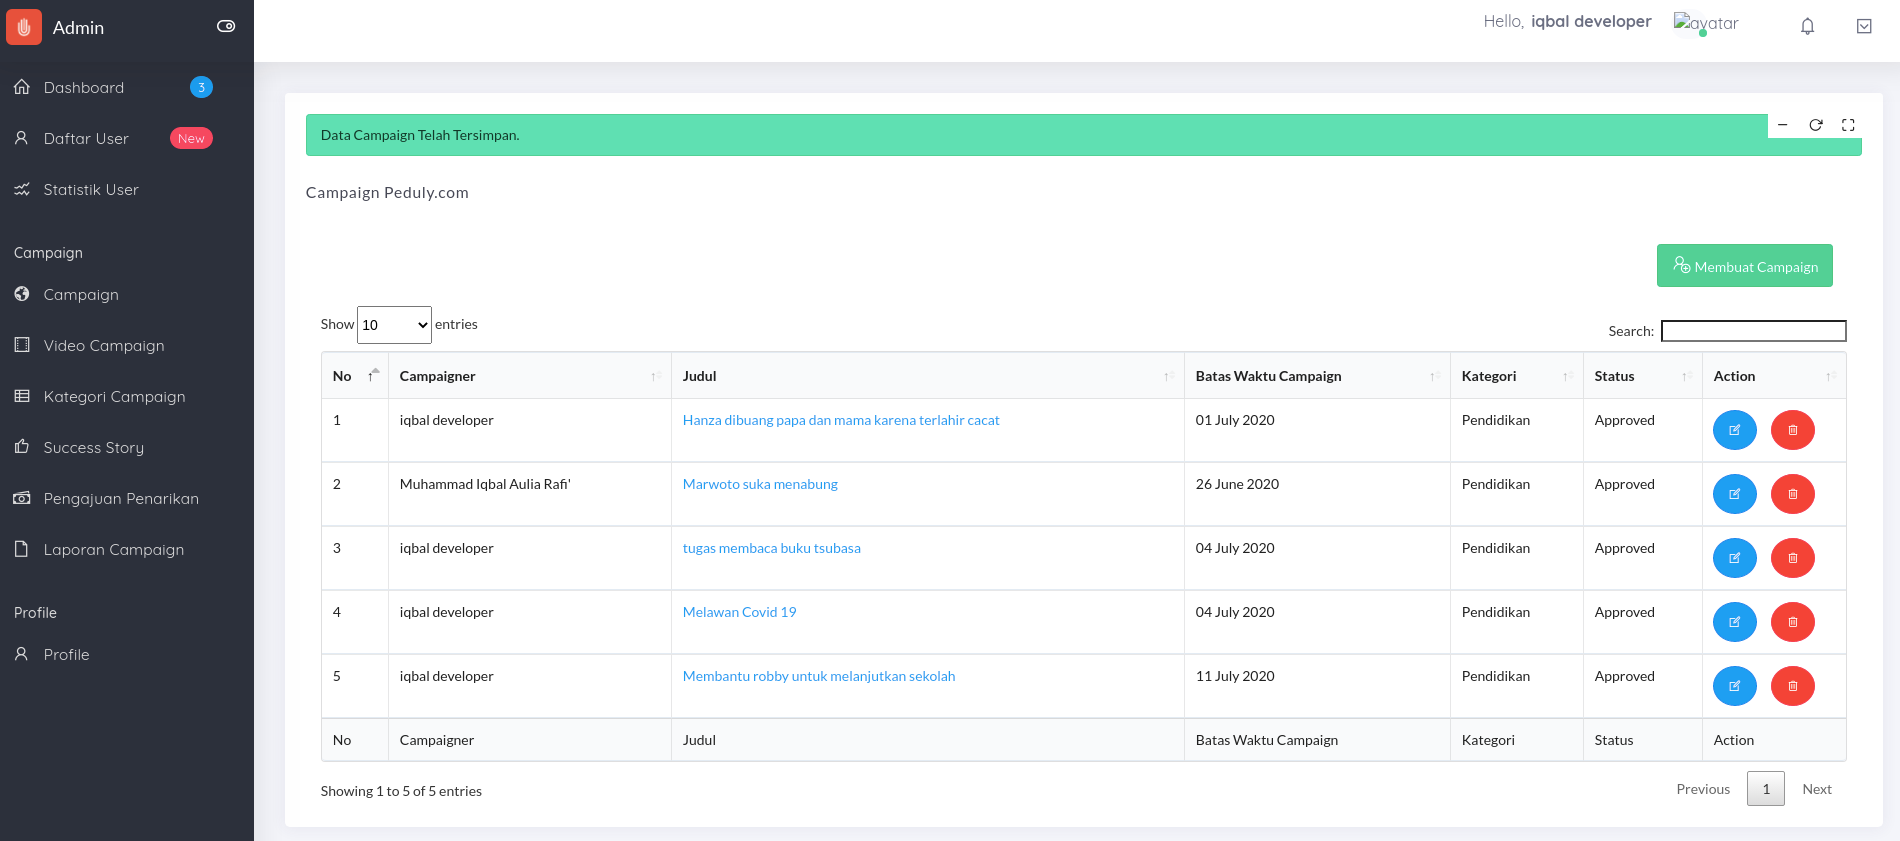 Admin
Hello, iqbal developer
avatar
Dashboard 3
Daftar User New
Statistik User
Campaign
Campaign
Video Campaign
Kategori Campaign
Success Story
Pengajuan Penarikan
Laporan Campaign
Profile
Profile
Data Campaign Telah Tersimpan.
Campaign Peduly.com
Membuat Campaign
Show 10 entries
Search:
No Campaigner Judul Batas Waktu Campaign Kategori Status Action
1 iqbal developer Hanza dibuang papa dan mama karena terlahir cacat 01 July 2020 Pendidikan Approved
2 Muhammad Iqbal Aulia Rafi' Marwoto suka menabung 26 June 2020 Pendidikan Approved
3 iqbal developer tugas membaca buku tsubasa 04 July 2020 Pendidikan Approved
4 iqbal developer Melawan Covid 19 04 July 2020 Pendidikan Approved
5 iqbal developer Membantu robby untuk melanjutkan sekolah 11 July 2020 Pendidikan Approved
No Campaigner Judul Batas Waktu Campaign Kategori Status Action
Showing 1 to 5 of 5 entries
Previous 1 Next